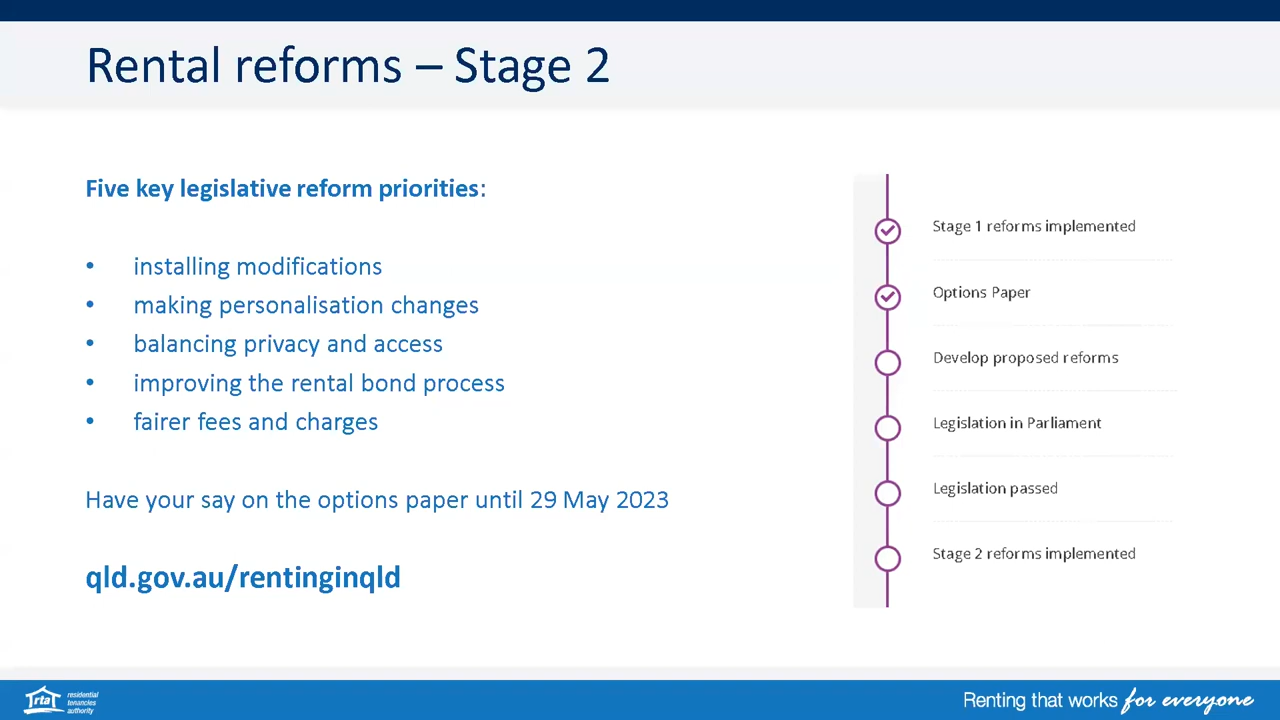 Rental reforms – Stage 2
Five key legislative reform priorities:
• installing modifications
• making personalisation changes
• balancing privacy and access
• improving the rental bond process
• fairer fees and charges
Have your say on the options paper until 29 May 2023
qld.gov.au/rentinginqld
Stage 1 reforms implemented
Options Paper
Develop proposed reforms
Legislation in Parliament
Legislation passed
Stage 2 reforms implemented
rta
residential
tenancies
authority
Renting that works for everyone